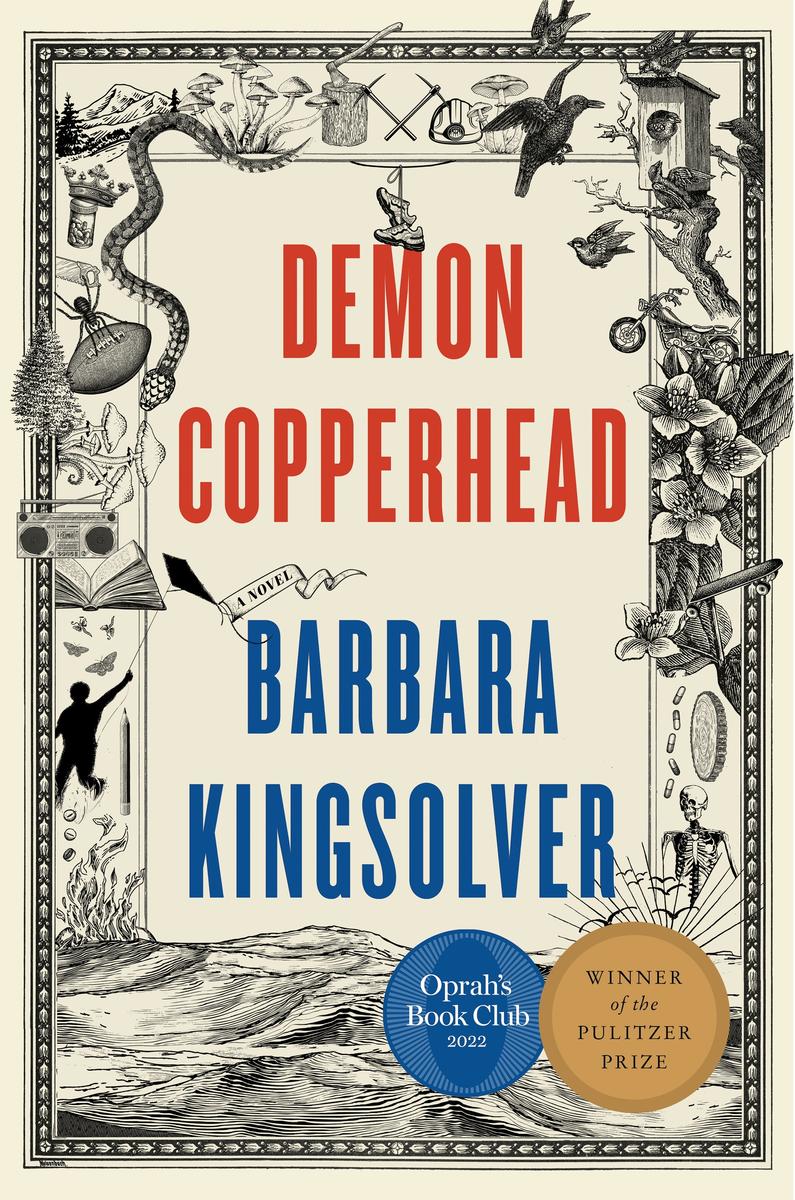 DEMON
COPPERHEAD
A NOVEL
BARBARA
KINGSOLVER
Oprah's
Book Club
2022
WINNER
of the
PULITZER
PRIZE